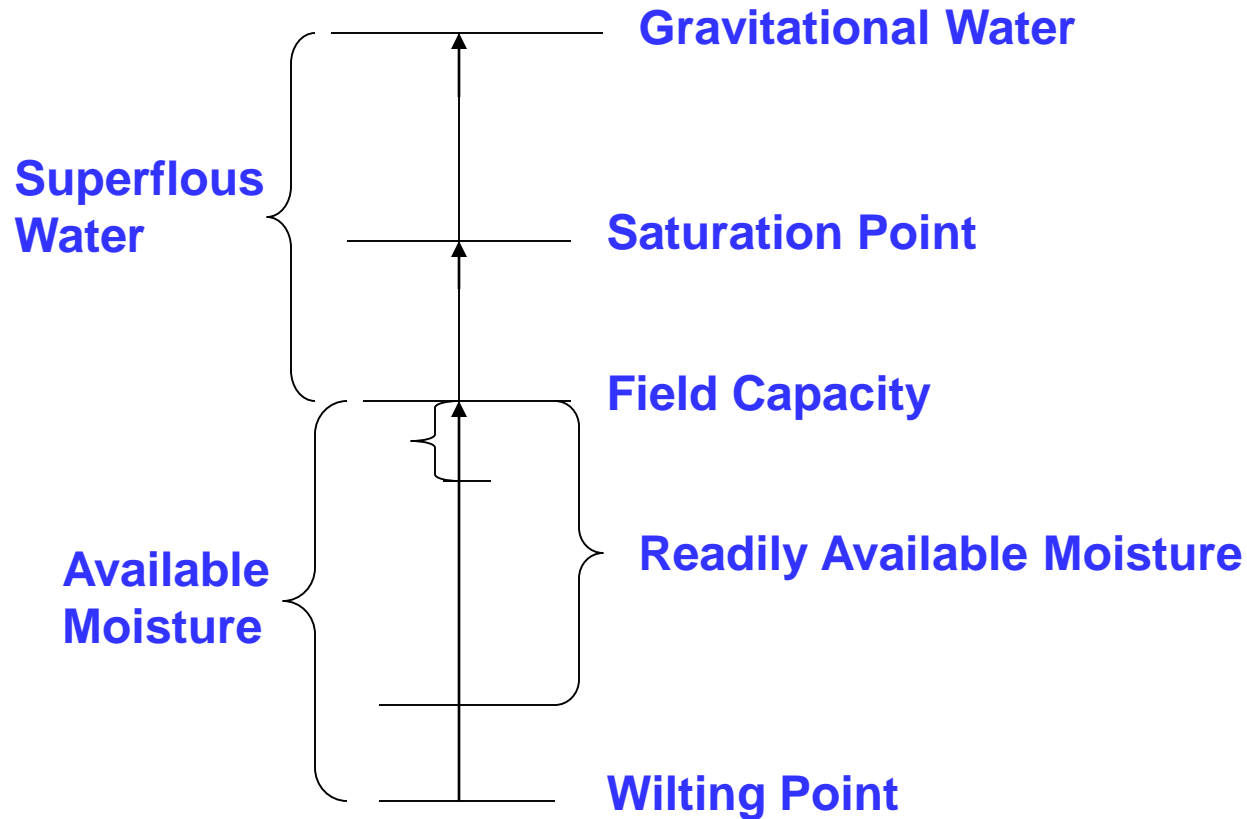 Gravitational Water
Superflous
Water
Saturation Point
Field Capacity
Readily Available Moisture
Available
Moisture
Wilting Point